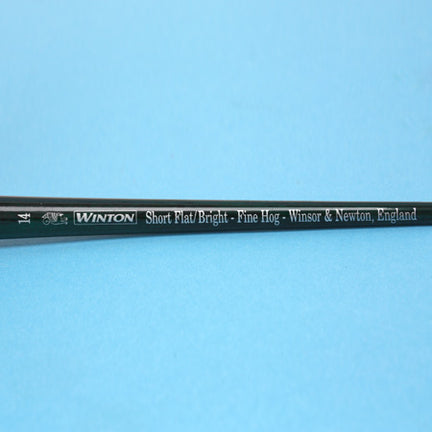 14 WINTON Short Flat/Bright - Fine Hog - Winsor & Newton, England